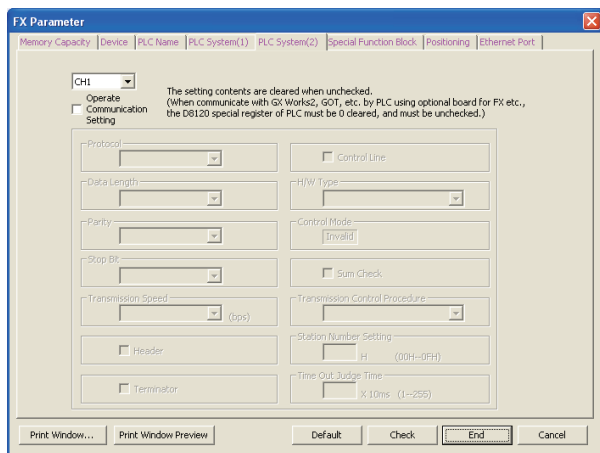 FX Parameter
Memory Capacity Device PLC Name PLC System(1) PLC System(2) Special Function Block Positioning Ethernet Port
CH1
Operate
Communication
Setting
The setting contents are cleared when unchecked.
(When communicate with GX Works2, GOT, etc. by PLC using optional board for FX etc.,
the D8120 special register of PLC must be 0 cleared, and must be unchecked.)
Protocol
Control Line
Data Length
H/W Type
Parity
Control Mode
Invalid
Stop Bit
Sum Check
Transmission Speed
(bps)
Transmission Control Procedure
Header
Station Number Setting
H (00H--0FH)
Terminator
Time Out Judge Time
X 10ms (1--255)
Print Window... Print Window Preview Default Check End Cancel